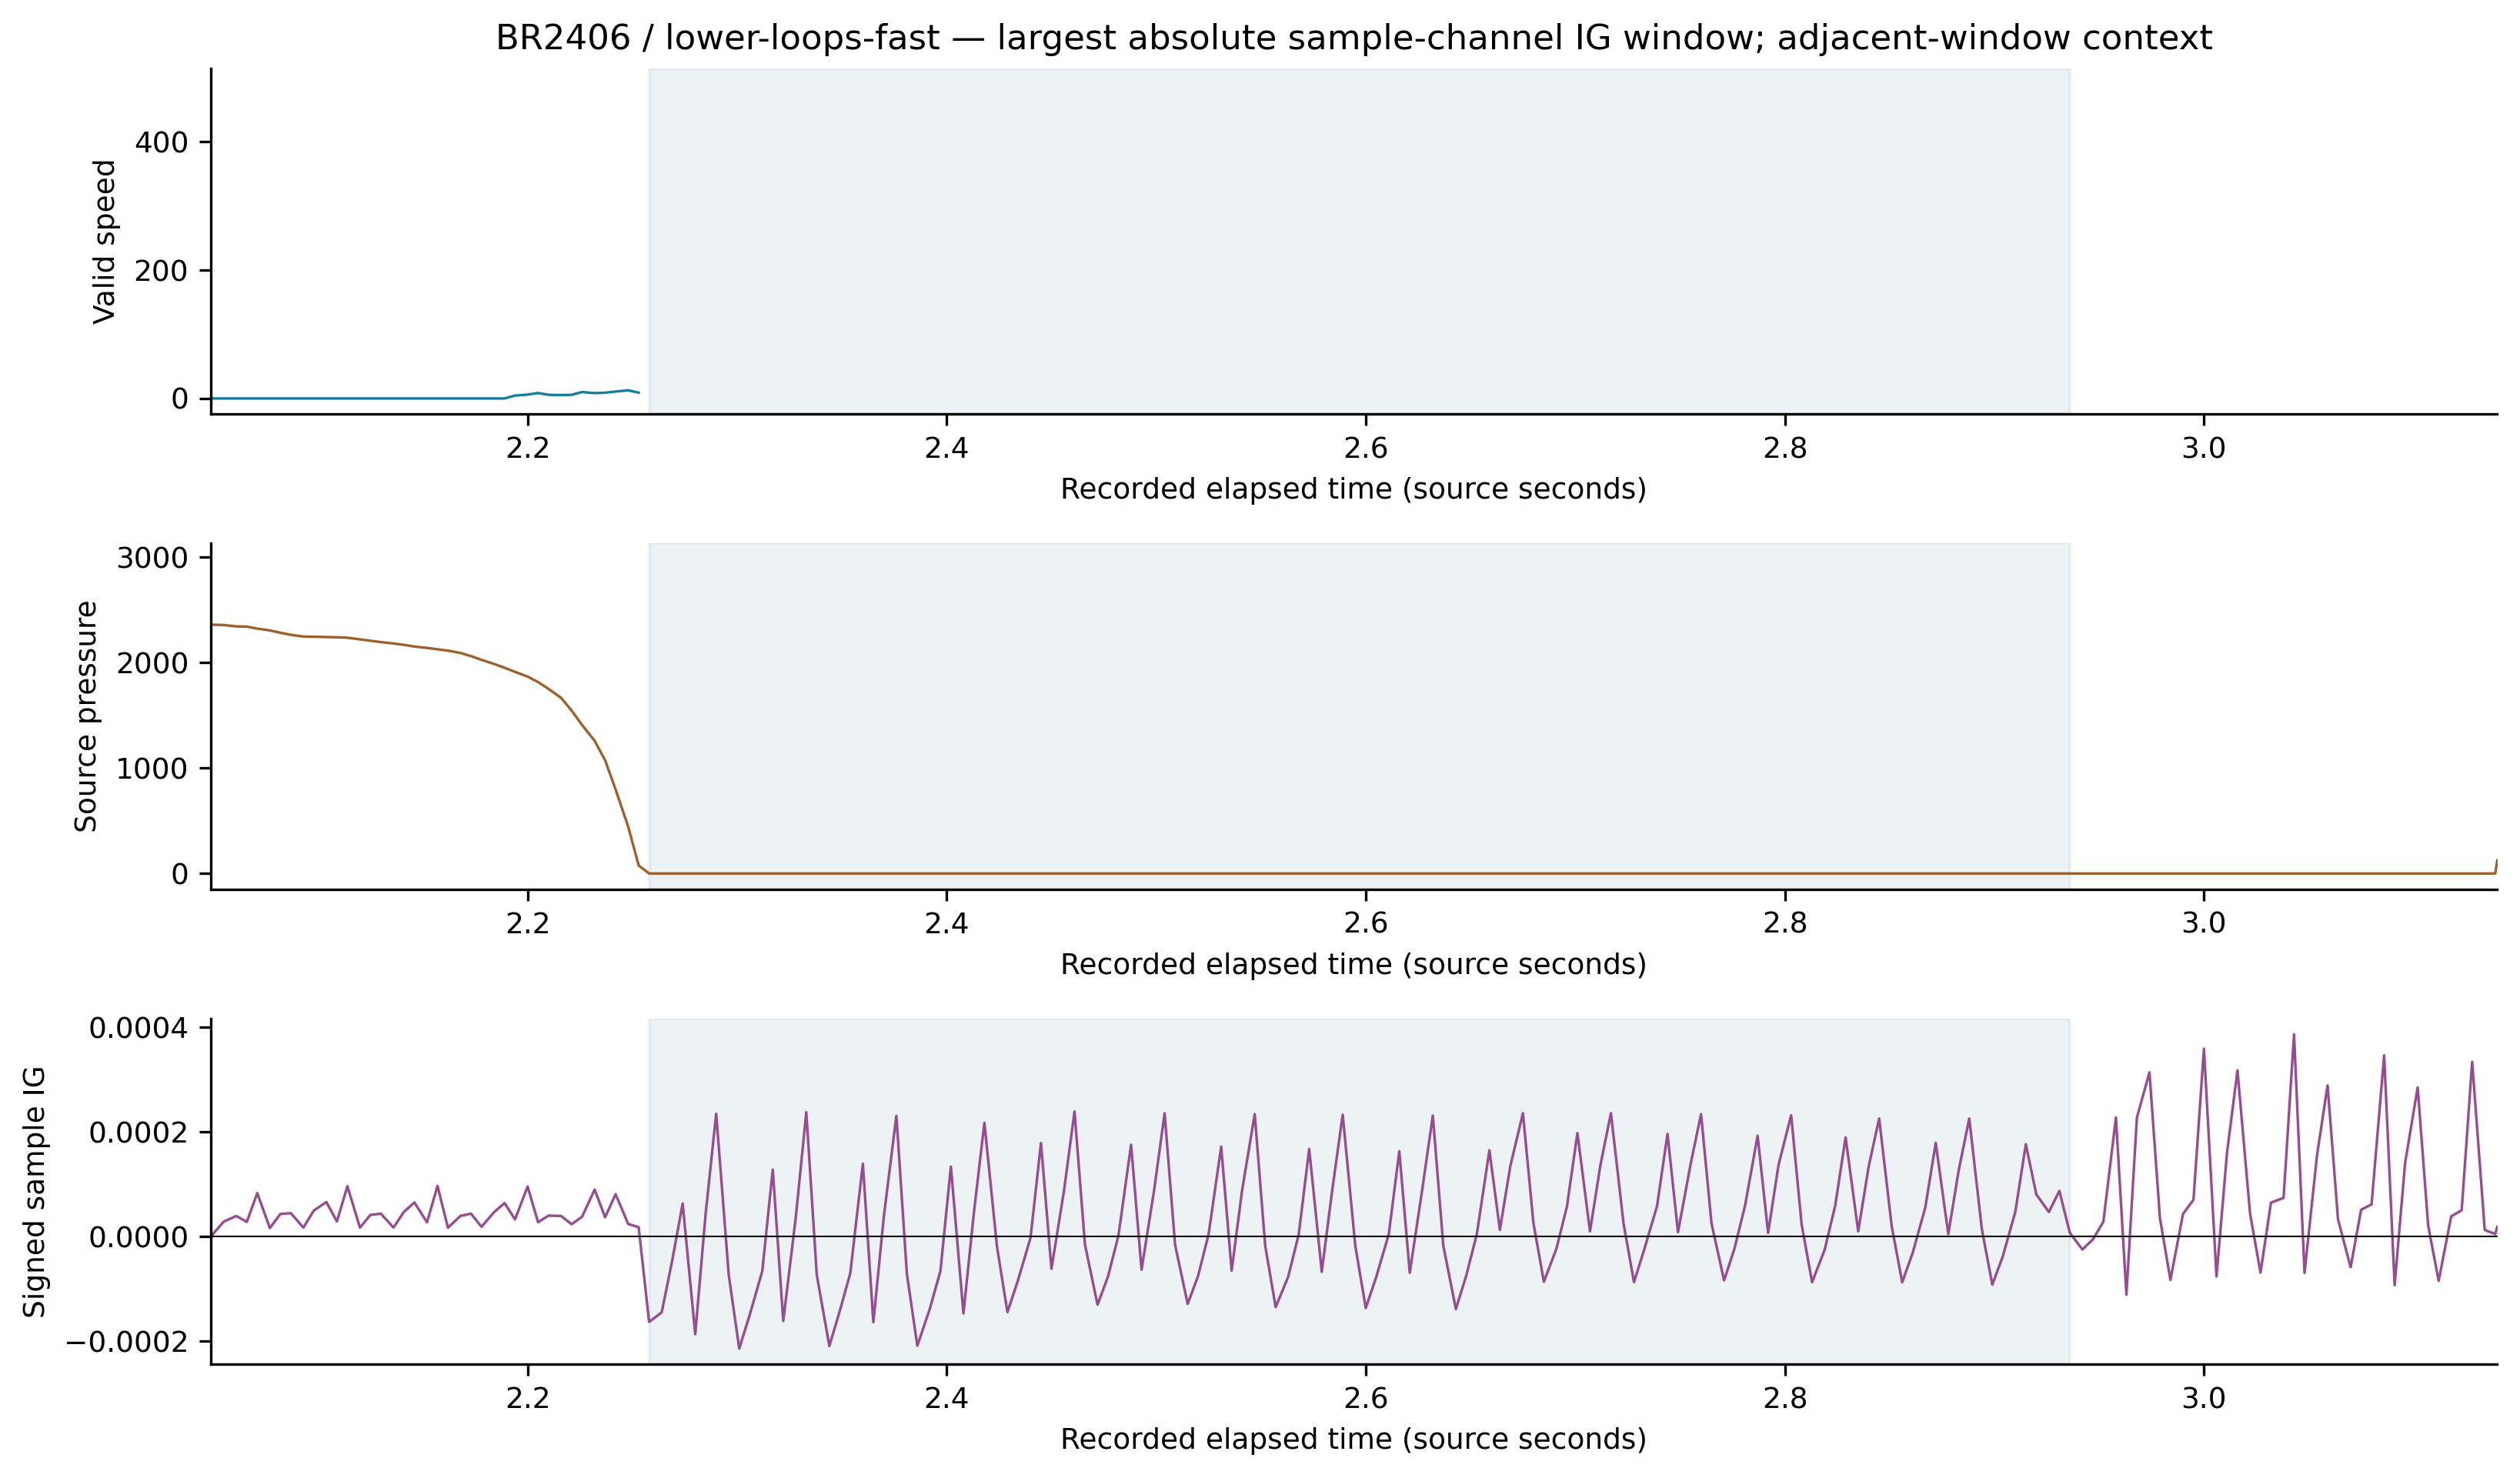 BR2406 / lower-loops-fast — largest absolute sample-channel IG window; adjacent-window context
Valid speed
400
200
0
2.2 2.4 2.6 2.8 3.0
Recorded elapsed time (source seconds)
Source pressure
3000
2000
1000
0
2.2 2.4 2.6 2.8 3.0
Recorded elapsed time (source seconds)
Signed sample IG
0.0004
0.0002
0.0000
−0.0002
2.2 2.4 2.6 2.8 3.0
Recorded elapsed time (source seconds)